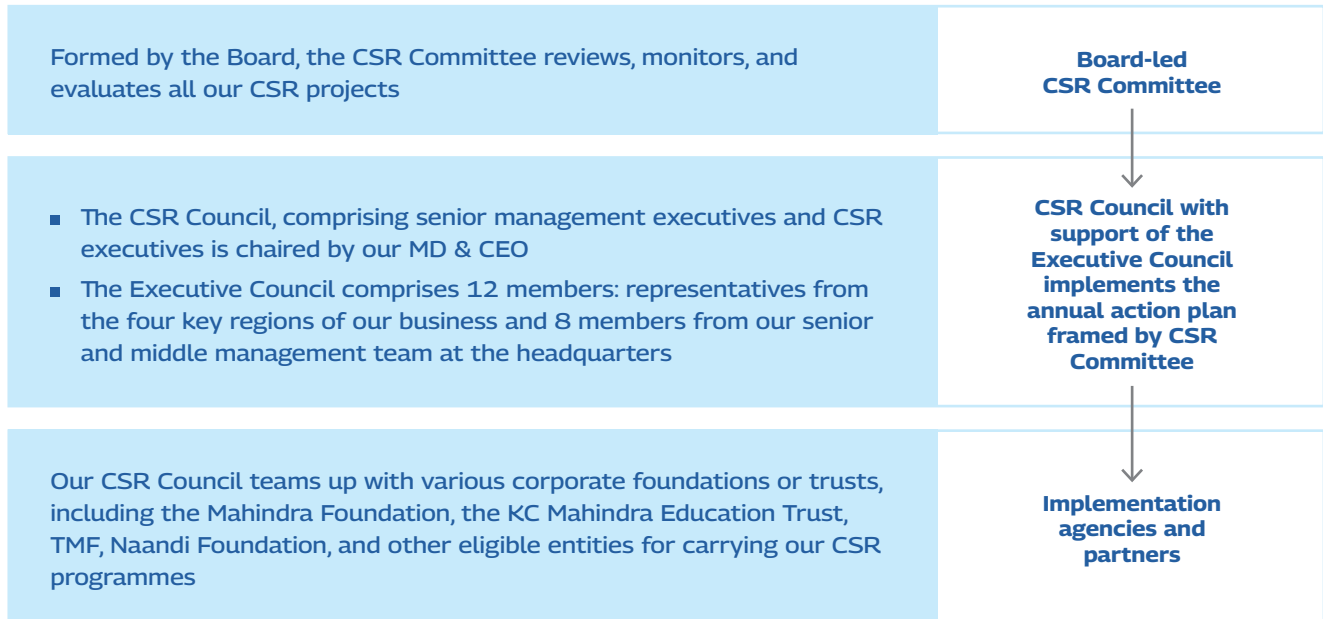 Formed by the Board, the CSR Committee reviews, monitors, and
evaluates all our CSR projects
Board-led
CSR Committee
▪ The CSR Council, comprising senior management executives and CSR
executives is chaired by our MD & CEO
▪ The Executive Council comprises 12 members: representatives from
the four key regions of our business and 8 members from our senior
and middle management team at the headquarters
CSR Council with
support of the
Executive Council
implements the
annual action plan
framed by CSR
Committee
Our CSR Council teams up with various corporate foundations or trusts,
including the Mahindra Foundation, the KC Mahindra Education Trust,
TMF, Naandi Foundation, and other eligible entities for carrying our CSR
programmes
Implementation
agencies and
partners